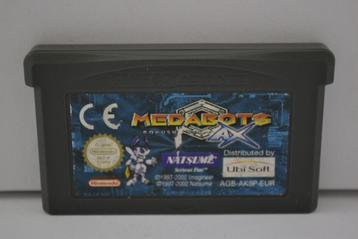 CE
MEDABOTS
AX
NATSUME
Serious Fun
Distributed by
Ubi Soft
©1997-2002 Imagineer
©1997-2002 Natsume
Nintendo
AGB-AK5P-EUR